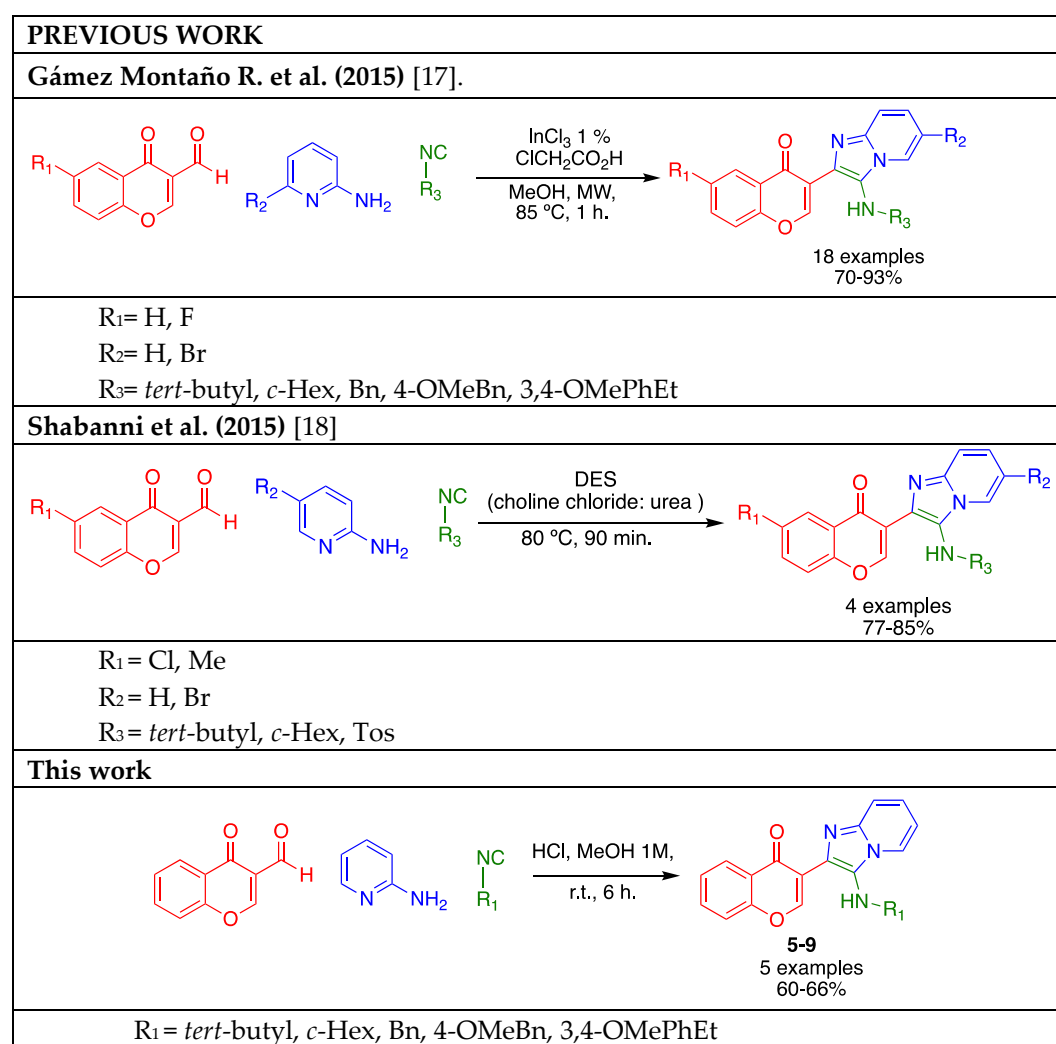 PREVIOUS WORK
Gámez Montaño R. et al. (2015) [17].
R1
O
O
H
O
R2
N
NH2
NC
R3
InCl3 1 %
ClCH2CO2H
MeOH, MW,
85 ºC, 1 h.
R1
O
O
N
N
R2
HN
R3
18 examples
70-93%
R1= H, F
R2= H, Br
R3= tert-butyl, c-Hex, Bn, 4-OMeBn, 3,4-OMePhEt
Shabanni et al. (2015) [18]
R1
O
O
H
O
R2
N
NH2
NC
R3
DES
(choline chloride: urea )
80 ºC, 90 min.
R1
O
O
N
N
R2
HN
R3
4 examples
77-85%
R1 = Cl, Me
R2 = H, Br
R3 = tert-butyl, c-Hex, Tos
This work
O
O
H
O
N
NH2
NC
R1
HCl, MeOH 1M,
r.t., 6 h.
O
O
N
N
HN
R1
5-9
5 examples
60-66%
R1 = tert-butyl, c-Hex, Bn, 4-OMeBn, 3,4-OMePhEt